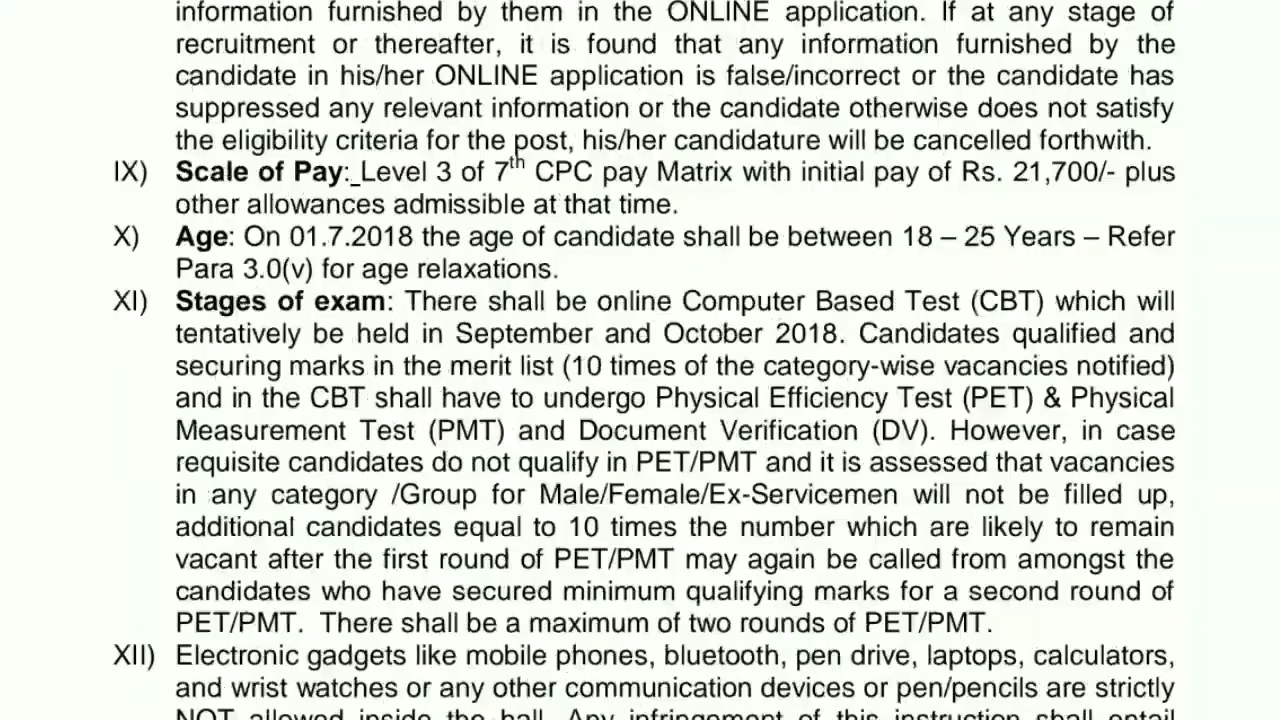 information furnished by them in the ONLINE application. If at any stage of
recruitment or thereafter, it is found that any information furnished by the
candidate in his/her ONLINE application is false/incorrect or the candidate has
suppressed any relevant information or the candidate otherwise does not satisfy
the eligibility criteria for the post, his/her candidature will be cancelled forthwith.
IX) Scale of Pay: Level 3 of 7th CPC pay Matrix with initial pay of Rs. 21,700/- plus
other allowances admissible at that time.
X) Age: On 01.7.2018 the age of candidate shall be between 18 – 25 Years – Refer
Para 3.0(v) for age relaxations.
XI) Stages of exam: There shall be online Computer Based Test (CBT) which will
tentatively be held in September and October 2018. Candidates qualified and
securing marks in the merit list (10 times of the category-wise vacancies notified)
and in the CBT shall have to undergo Physical Efficiency Test (PET) & Physical
Measurement Test (PMT) and Document Verification (DV). However, in case
requisite candidates do not qualify in PET/PMT and it is assessed that vacancies
in any category /Group for Male/Female/Ex-Servicemen will not be filled up,
additional candidates equal to 10 times the number which are likely to remain
vacant after the first round of PET/PMT may again be called from amongst the
candidates who have secured minimum qualifying marks for a second round of
PET/PMT. There shall be a maximum of two rounds of PET/PMT.
XII) Electronic gadgets like mobile phones, bluetooth, pen drive, laptops, calculators,
and wrist watches or any other communication devices or pen/pencils are strictly
NOT allowed inside the hall. Any infringement of this instruction shall entail